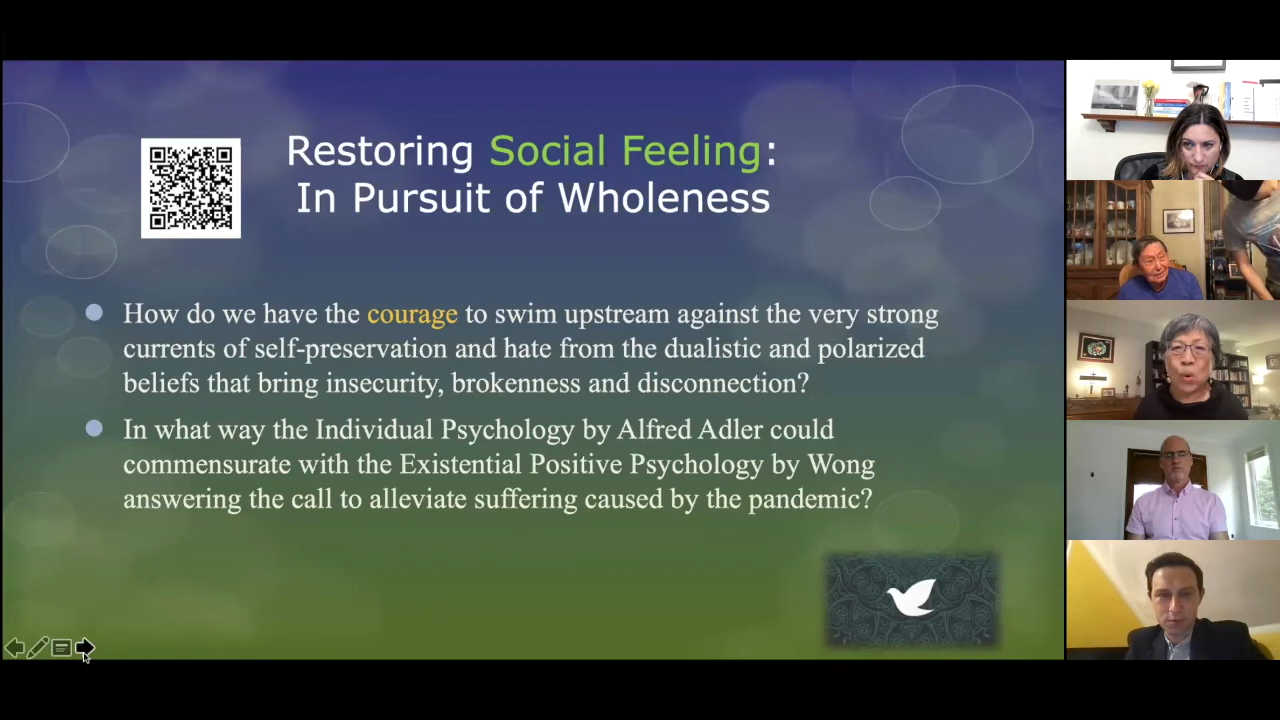 Restoring Social Feeling:
In Pursuit of Wholeness
How do we have the courage to swim upstream against the very strong
currents of self-preservation and hate from the dualistic and polarized
beliefs that bring insecurity, brokenness and disconnection?
In what way the Individual Psychology by Alfred Adler could
commensurate with the Existential Positive Psychology by Wong
answering the call to alleviate suffering caused by the pandemic?